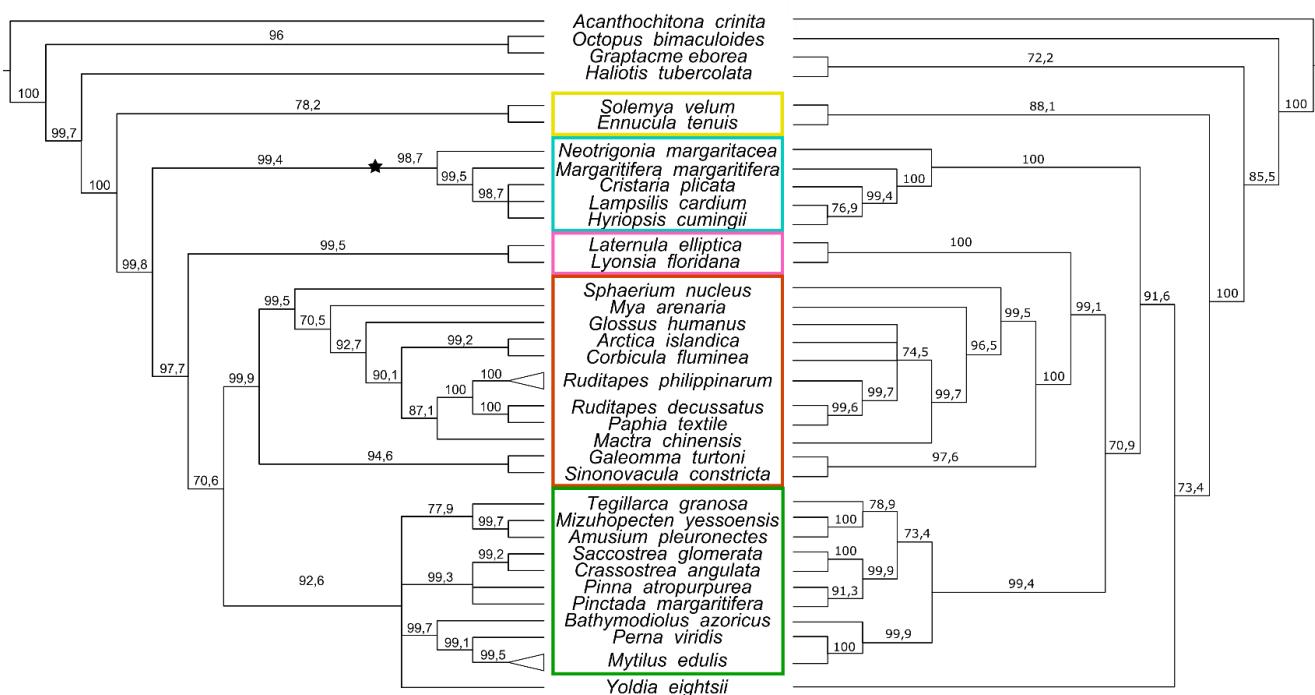 Acanthochitona crinita
96 Octopus bimaculoides
Graptacme eborea 72,2
Haliotis tubercolata
100 100
99,7
78,2 Solemya velum 88,1
Ennucula tenuis
99,4 98,7 Neotrigonia margaritacea 100
99,5 Margaritifera margaritifera 100 85,5
100 98,7 Cristaria plicata 99,4
Lampsilis cardium 76,9
Hyriopsis cumingii
99,5 Laternula elliptica 100
99,8 Lyonsia floridana
99,5 Sphaerium nucleus 91,6 100
70,5 Mya arenaria 99,5 99,1
92,7 Glossus humanus 96,5
99,2 Arctica islandica 74,5
97,7 Corbicula fluminea
99,9 90,1 100 100 Ruditapes philippinarum 99,7 99,7 100
87,1 100 Ruditapes decussatus 99,6
Paphia textile
Mactra chinensis 70,9
94,6 Galeomma turtoni 97,6
70,6 Sinonovacula constricta 73,4
77,9 Tegillarca granosa 78,9
99,7 Mizuhopecten yessoensis 100
Amusium pleuronectes 73,4
99,2 Saccostrea glomerata 100
92,6 99,3 Crassostrea angulata 99,9 99,4
Pinna atropurpurea 91,3
Pinctada margaritifera
99,7 Bathymodiolus azoricus
99,1 Perna viridis 100 99,9
99,5 Mytilus edulis
Yoldia eightsii